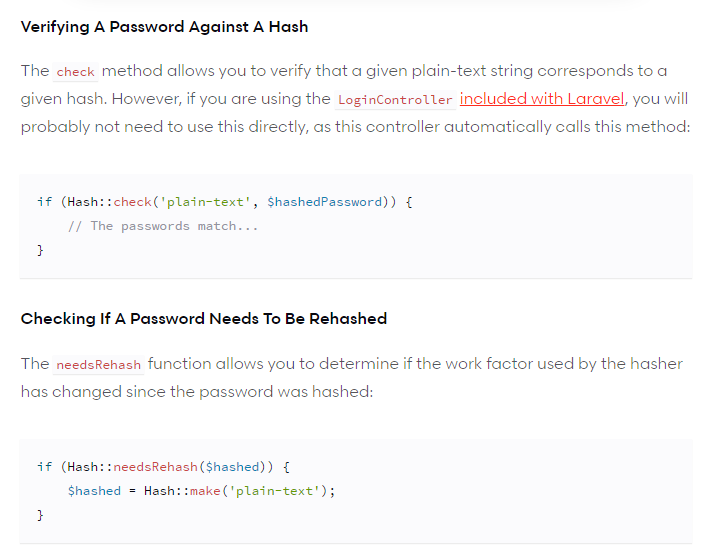 Verifying A Password Against A Hash
The check method allows you to verify that a given plain-text string corresponds to a
given hash. However, if you are using the LoginController included with Laravel, you will
probably not need to use this directly, as this controller automatically calls this method:
if (Hash::check('plain-text', $hashedPassword)) {
    // The passwords match...
}
Checking If A Password Needs To Be Rehashed
The needsRehash function allows you to determine if the work factor used by the hasher
has changed since the password was hashed:
if (Hash::needsRehash($hashed)) {
    $hashed = Hash::make('plain-text');
}